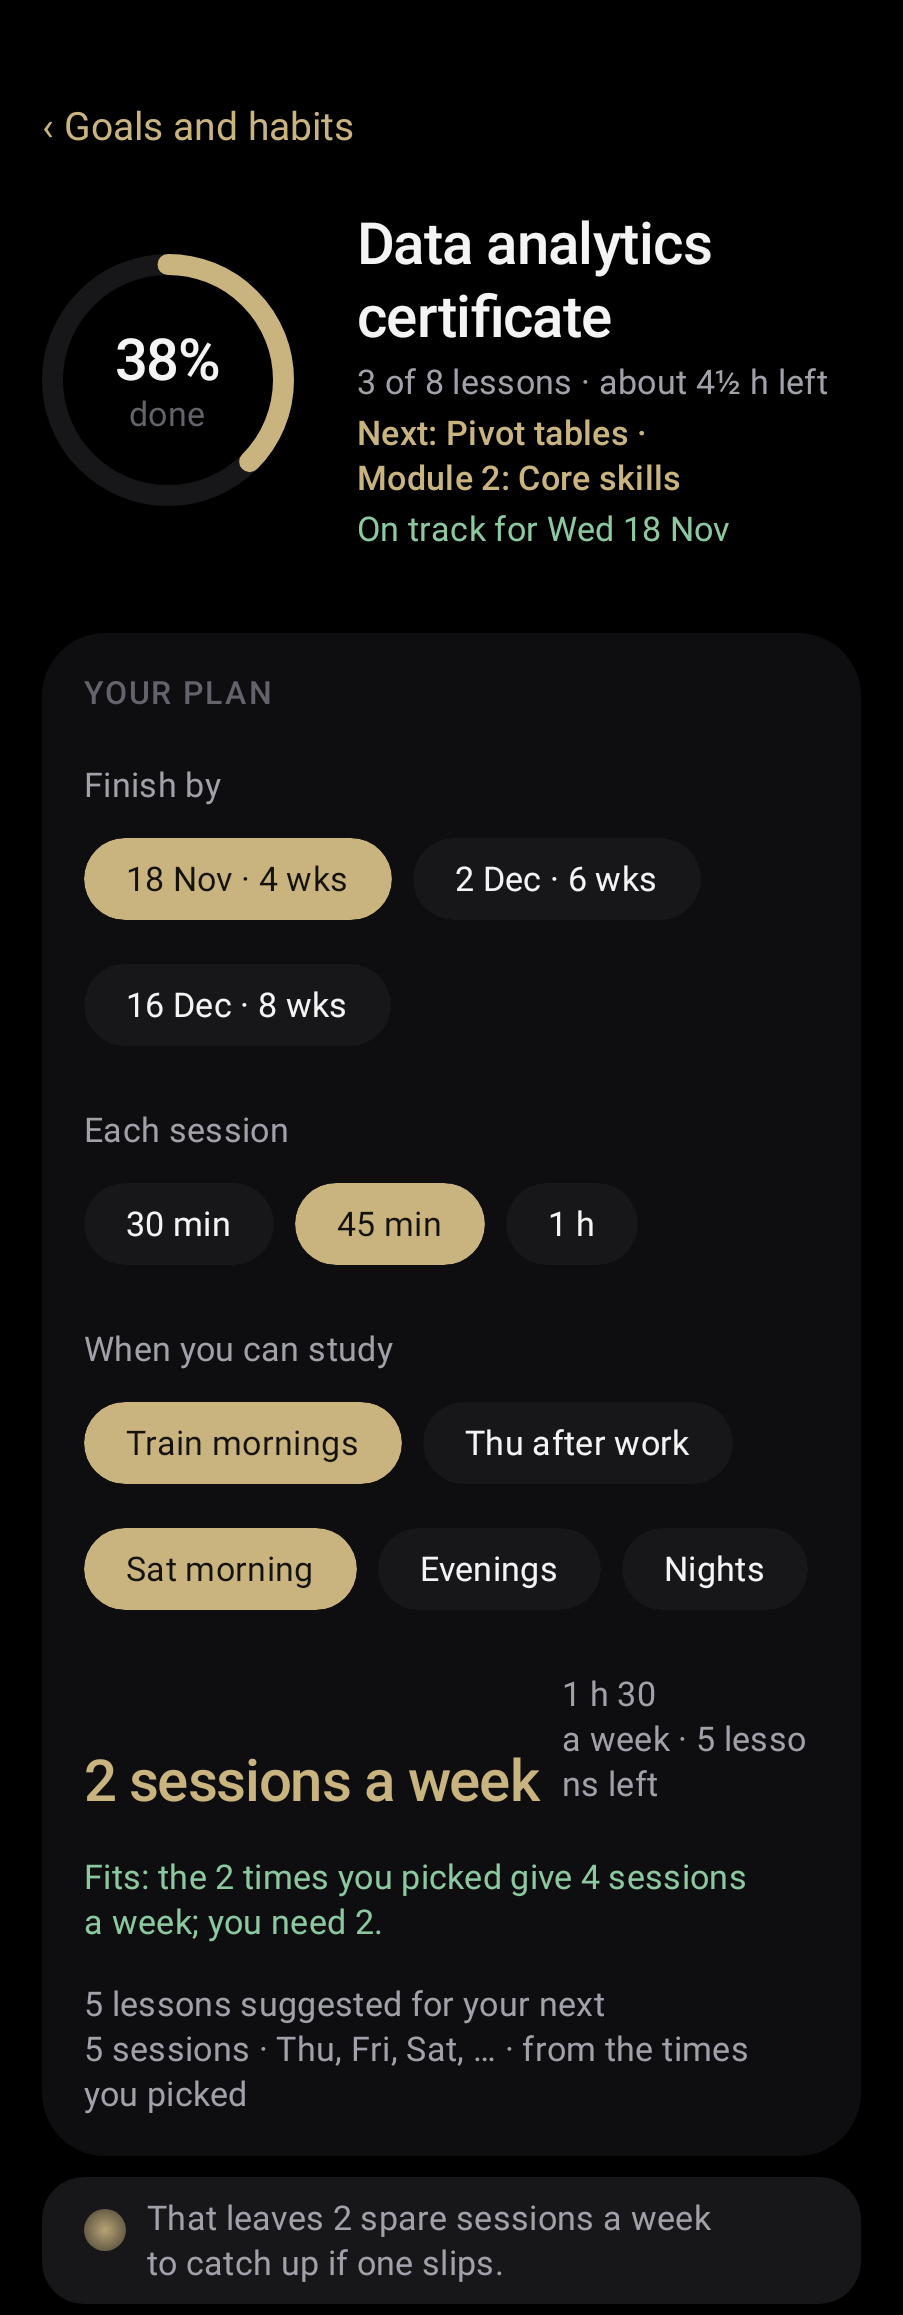 ‹ Goals and habits
38%
done
Data analytics
certificate
3 of 8 lessons · about 4½ h left
Next: Pivot tables ·
Module 2: Core skills
On track for Wed 18 Nov
YOUR PLAN
Finish by
18 Nov · 4 wks
2 Dec · 6 wks
16 Dec · 8 wks
Each session
30 min
45 min
1 h
When you can study
Train mornings
Thu after work
Sat morning
Evenings
Nights
2 sessions a week
1 h 30
a week · 5 lesso
ns left
Fits: the 2 times you picked give 4 sessions
a week; you need 2.
5 lessons suggested for your next
5 sessions · Thu, Fri, Sat, … · from the times
you picked
That leaves 2 spare sessions a week
to catch up if one slips.